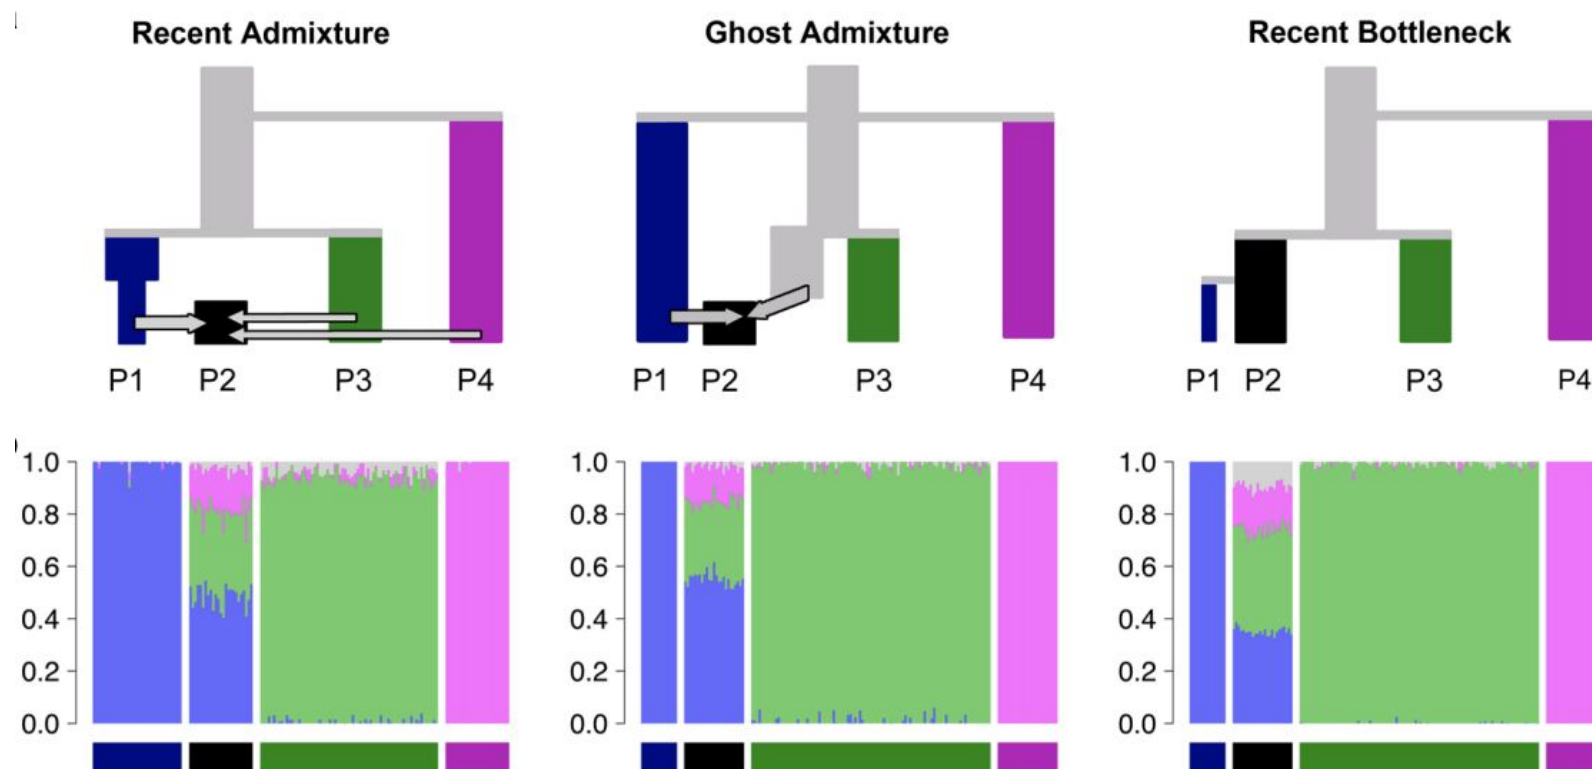 Recent Admixture Ghost Admixture Recent Bottleneck
P1 P2 P3 P4 P1 P2 P3 P4 P1 P2 P3 P4
1.0 1.0 1.0
0.8 0.8 0.8
0.6 0.6 0.6
0.4 0.4 0.4
0.2 0.2 0.2
0.0 0.0 0.0